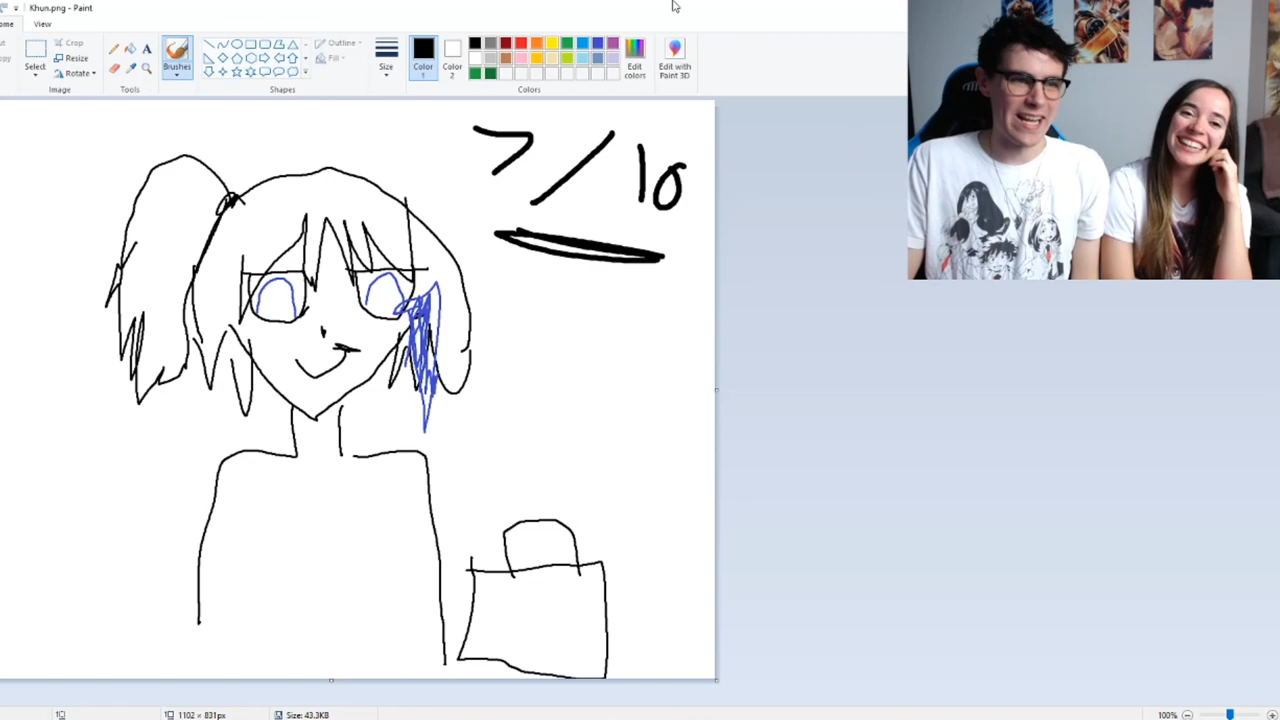 Khun.png - Paint
View
Select
Crop
Resize
Rotate
Image
A
Tools
Brushes
Outline
Fill
Shapes
Size
Color 1
Color 2
Edit colors
Edit with Paint 3D
Colors
7/10
1102 × 831px
Size: 43.3KB
100%